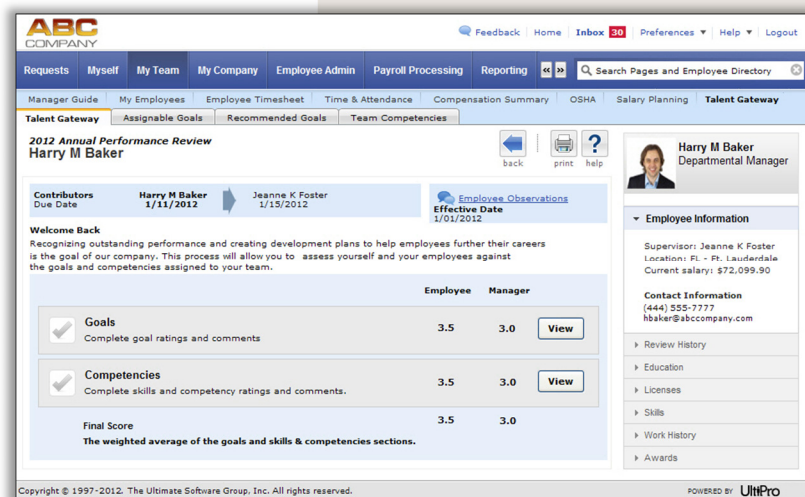 ABC
COMPANY
Feedback Home Inbox 30 Preferences Help Logout
Requests Myself My Team My Company Employee Admin Payroll Processing Reporting « » Search Pages and Employee Directory
Manager Guide My Employees Employee Timesheet Time & Attendance Compensation Summary OSHA Salary Planning Talent Gateway
Talent Gateway Assignable Goals Recommended Goals Team Competencies
2012 Annual Performance Review
Harry M Baker
back print help
Contributors Harry M Baker Jeanne K Foster
Due Date 1/11/2012 1/15/2012
Employee Observations
Effective Date
1/01/2012
Welcome Back
Recognizing outstanding performance and creating development plans to help employees further their careers
is the goal of our company. This process will allow you to assess yourself and your employees against
the goals and competencies assigned to your team.
Employee Manager
Goals
Complete goal ratings and comments
3.5 3.0 View
Competencies
Complete skills and competency ratings and comments.
3.5 3.0 View
Final Score 3.5 3.0
The weighted average of the goals and skills & competencies sections.
Harry M Baker
Departmental Manager
Employee Information
Supervisor: Jeanne K Foster
Location: FL - Ft. Lauderdale
Current salary: $72,099.90
Contact Information
(444) 555-7777
hbaker@abccompany.com
Review History
Education
Licenses
Skills
Work History
Awards
Copyright © 1997-2012. The Ultimate Software Group, Inc. All rights reserved.
POWERED BY UltiPro